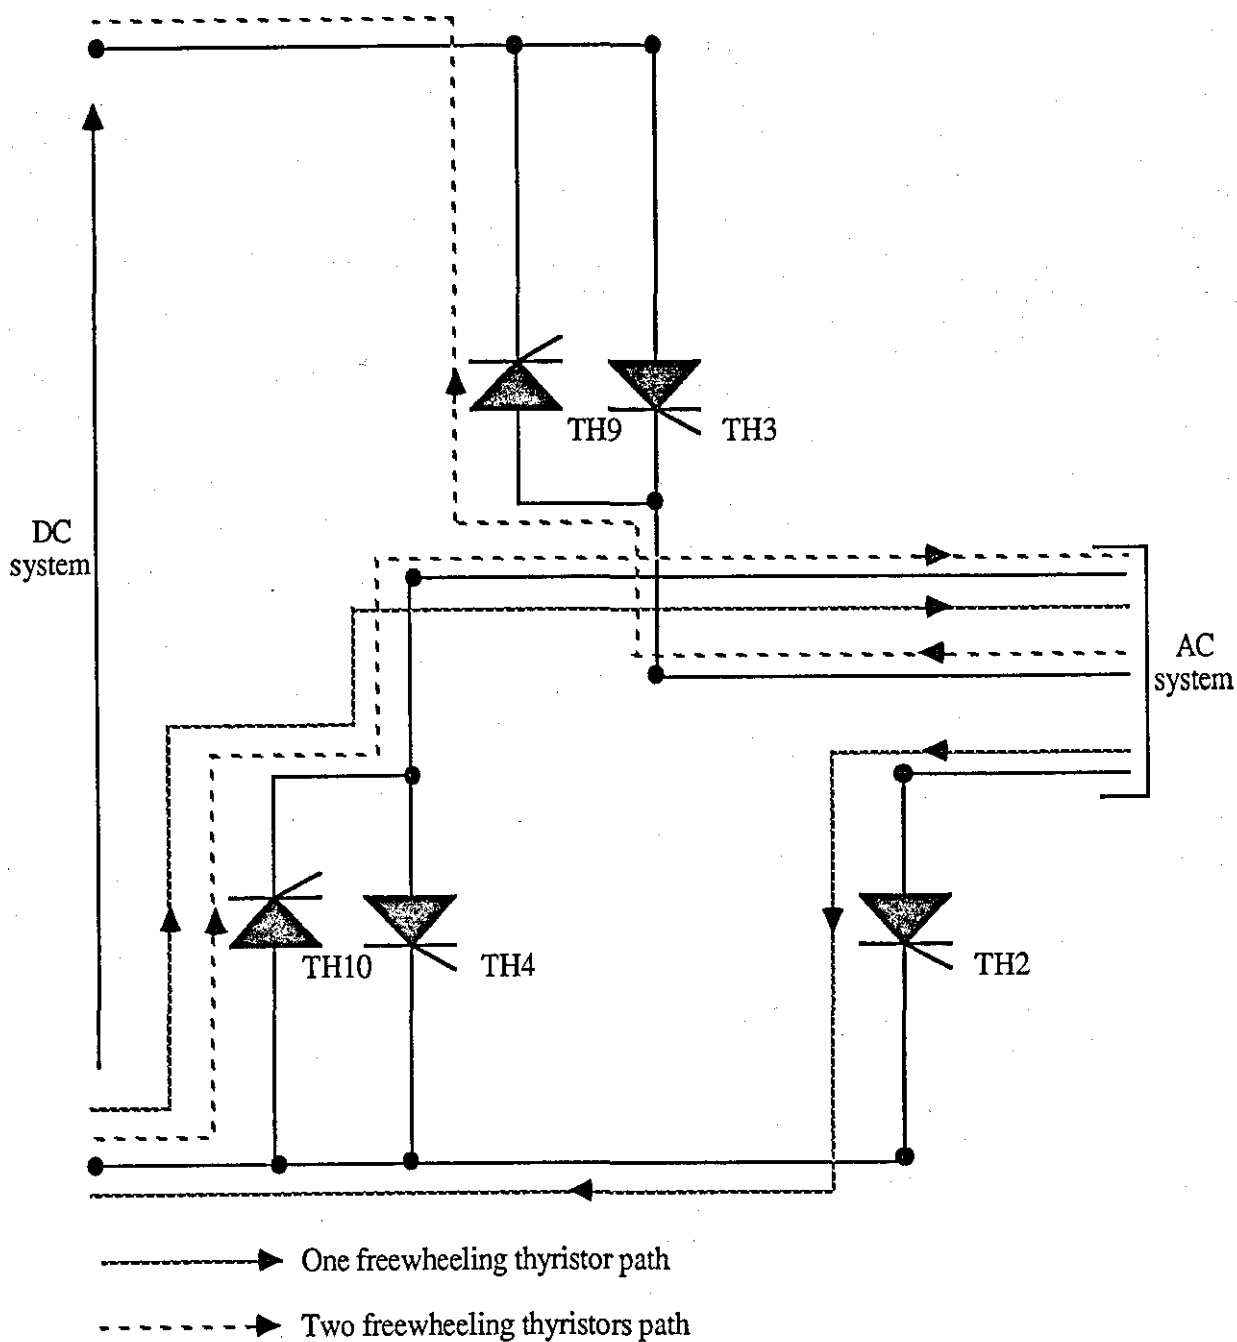 TH9
TH3
DC
system
AC
system
TH10
TH4
TH2
One freewheeling thyristor path
Two freewheeling thyristors path